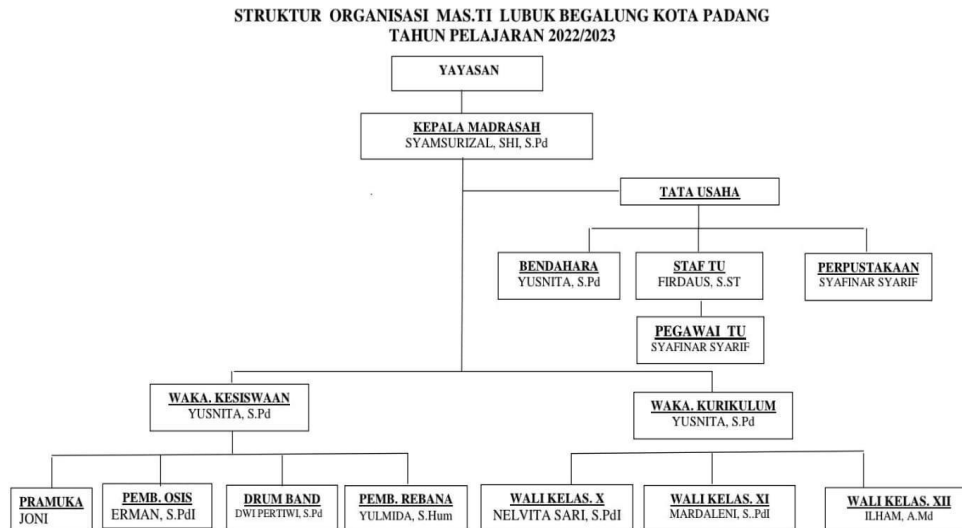 STRUKTUR ORGANISASI MAS.TI LUBUK BEGALUNG KOTA PADANG
TAHUN PELAJARAN 2022/2023
YAYASAN
KEPALA MADRASAH
SYAMSURIZAL, SHI, S.Pd
TATA USAHA
BENDAHARA
YUSNITA, S.Pd
STAF TU
FIRDAUS, S.ST
PERPUSTAKAAN
SYAFINAR SYARIF
PEGAWAI TU
SYAFINAR SYARIF
WAKA. KESISWAAN
YUSNITA, S.Pd
WAKA. KURIKULUM
YUSNITA, S.Pd
PRAMUKA
JONI
PEMB. OSIS
ERMAN, S.PdI
DRUM BAND
DWI PERTIWI, S.Pd
PEMB. REBANA
YULMIDA, S.Hum
WALI KELAS. X
NELVITA SARI, S.PdI
WALI KELAS. XI
MARDALENI, S..PdI
WALI KELAS. XII
ILHAM, A.Md